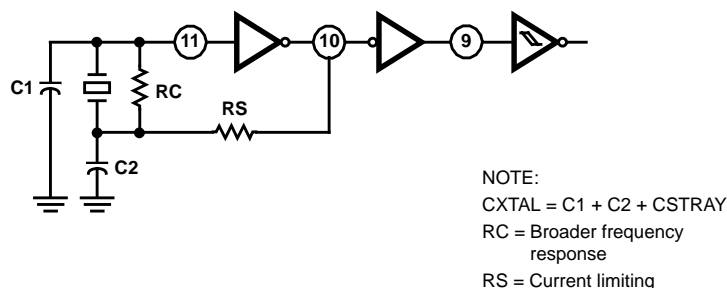 11
10
9
C1
RC
RS
C2
NOTE:
CXTAL = C1 + C2 + CSTRAY
RC = Broader frequency
response
RS = Current limiting